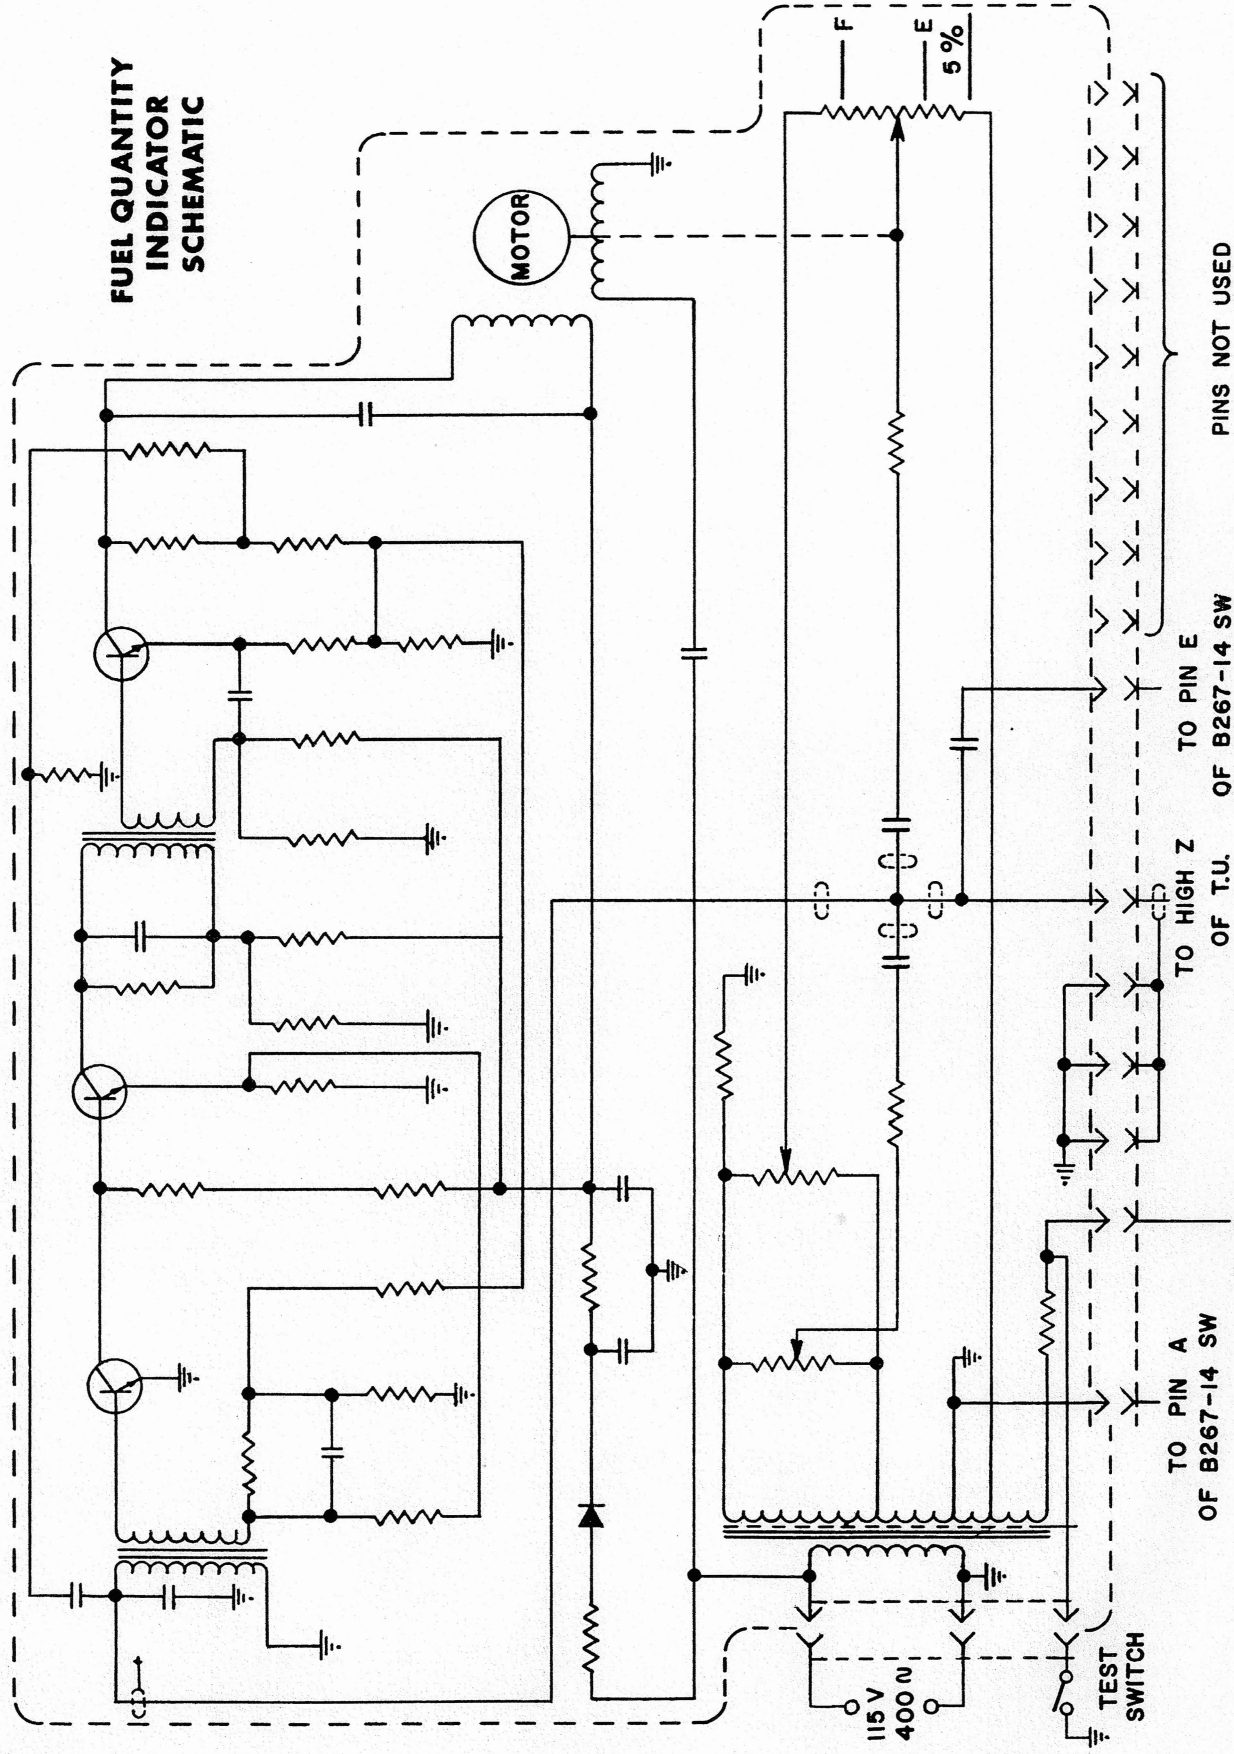 FUEL QUANTITY
INDICATOR
SCHEMATIC
MOTOR
F
E
5%
115 V
400 ~
TEST
SWITCH
TO PIN A
OF B267-14 SW
TO HIGH Z
OF T.U.
TO PIN E
OF B267-14 SW
PINS NOT USED